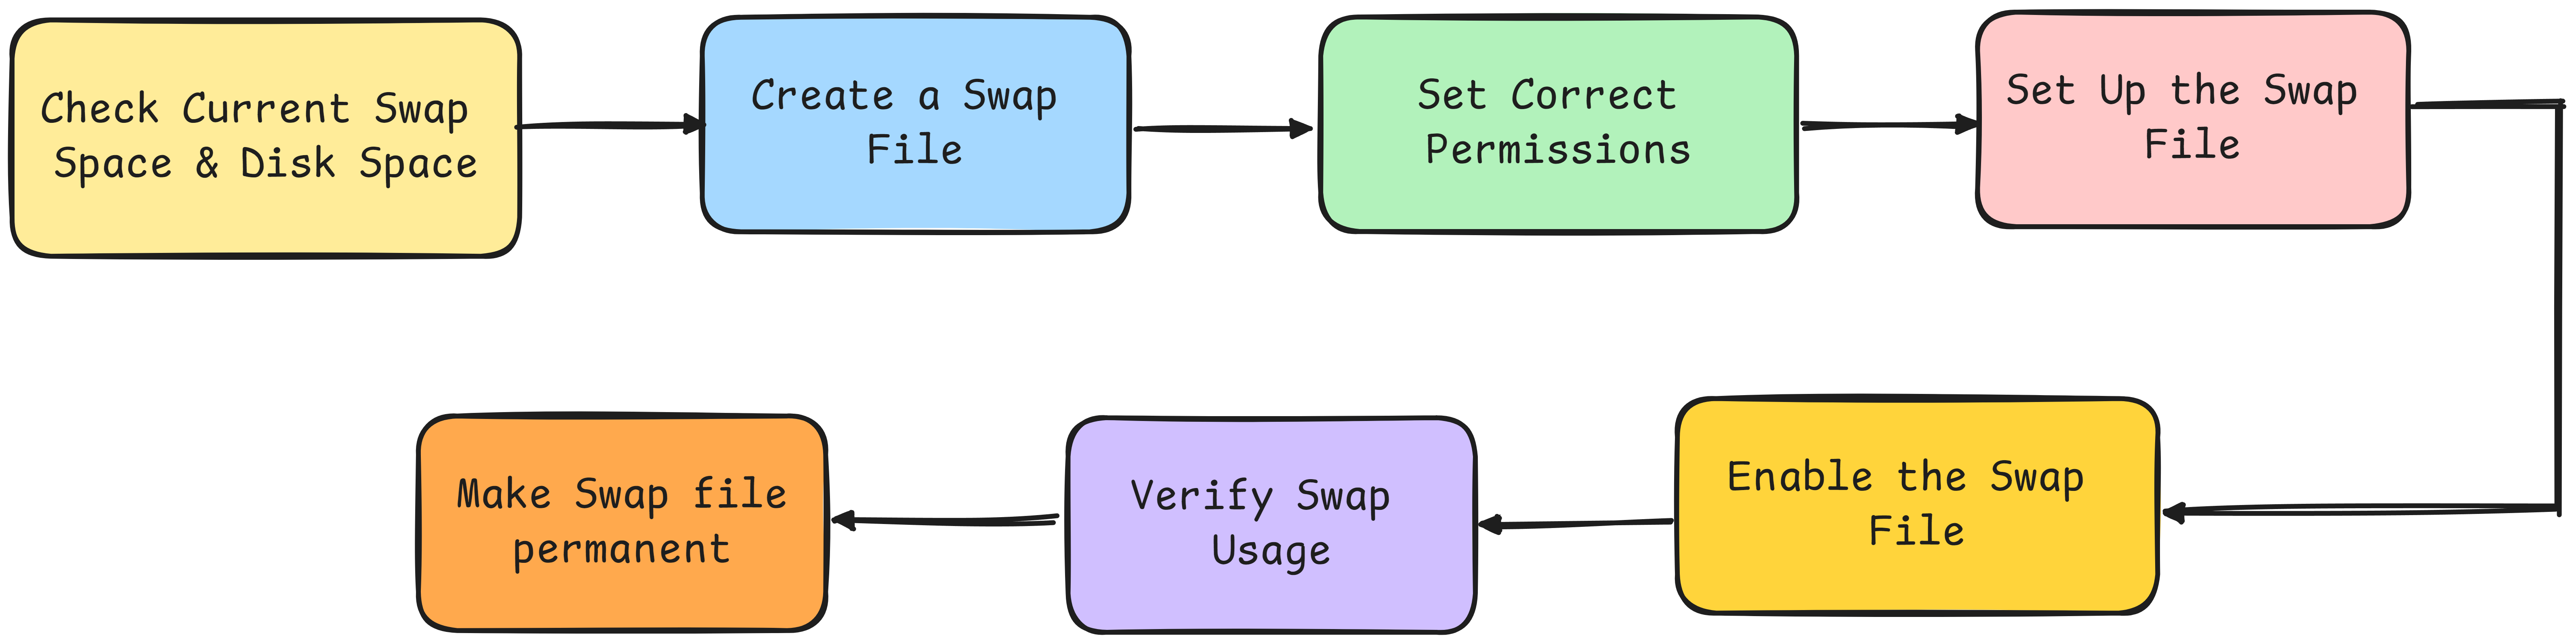 Check Current Swap
Space & Disk Space
Create a Swap
File
Set Correct
Permissions
Set Up the Swap
File
Enable the Swap
File
Verify Swap
Usage
Make Swap file
permanent